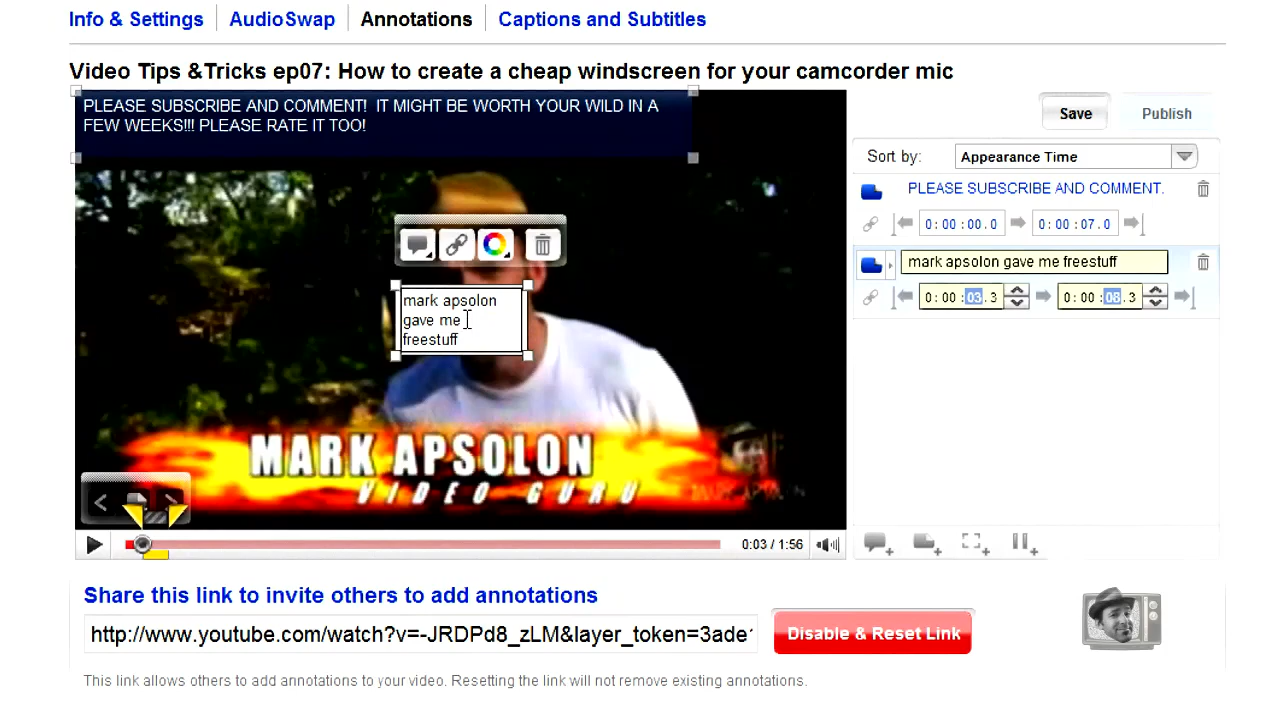 Info & Settings
AudioSwap
Annotations
Captions and Subtitles
Video Tips &Tricks ep07: How to create a cheap windscreen for your camcorder mic
PLEASE SUBSCRIBE AND COMMENT!  IT MIGHT BE WORTH YOUR WILD IN A
FEW WEEKS!!! PLEASE RATE IT TOO!
mark apsolon
gave me
freestuff
MARK APSOLON
VIDEO GURU
0:03 / 1:56
Save
Publish
Sort by:
Appearance Time
PLEASE SUBSCRIBE AND COMMENT.
0:00:00.0
0:00:07.0
mark apsolon gave me freestuff
0:00:03.3
0:00:08.3
Share this link to invite others to add annotations
http://www.youtube.com/watch?v=-JRDPd8_zLM&layer_token=3ade
Disable & Reset Link
This link allows others to add annotations to your video. Resetting the link will not remove existing annotations.